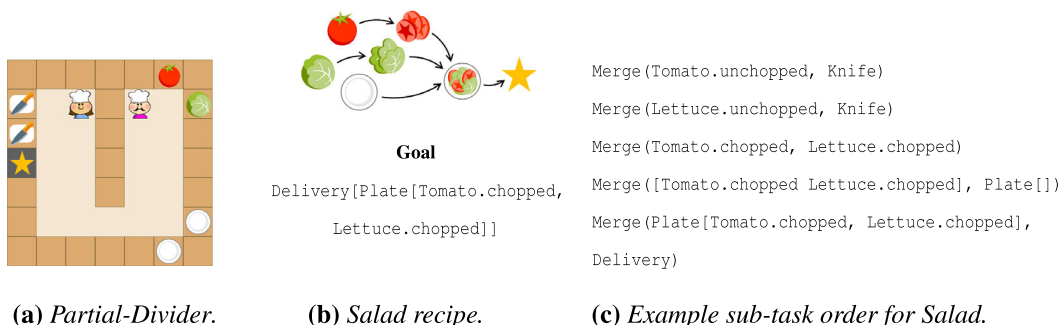 Goal
Delivery[Plate[Tomato.chopped,
Lettuce.chopped]]
Merge(Tomato.unchopped, Knife)
Merge(Lettuce.unchopped, Knife)
Merge(Tomato.chopped, Lettuce.chopped)
Merge([Tomato.chopped Lettuce.chopped], Plate[])
Merge(Plate[Tomato.chopped, Lettuce.chopped],
Delivery)
(a) Partial-Divider.
(b) Salad recipe.
(c) Example sub-task order for Salad.